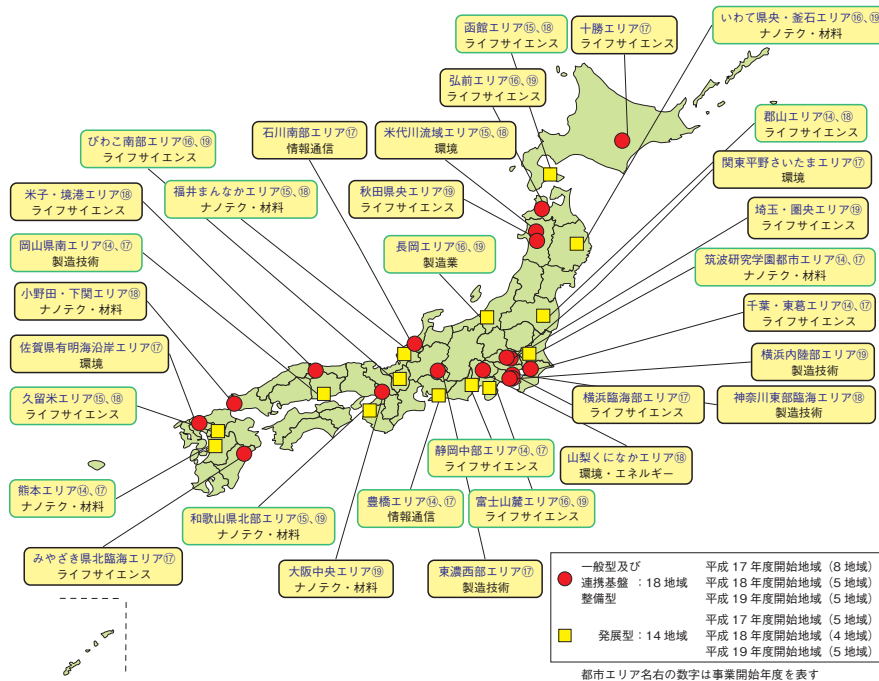 いわて県央・釜石エリア⑯、⑲
ナノテク・材料
函館エリア⑮、⑱
ライフサイエンス
十勝エリア⑰
ライフサイエンス
弘前エリア⑯、⑲
ライフサイエンス
郡山エリア⑭、⑱
ライフサイエンス
びわこ南部エリア⑯、⑲
ライフサイエンス
石川南部エリア⑰
情報通信
米代川流域エリア⑮、⑱
環境
関東平野さいたまエリア⑰
環境
米子・境港エリア⑱
ライフサイエンス
福井まんなかエリア⑮、⑱
ナノテク・材料
秋田県央エリア⑲
ライフサイエンス
埼玉・圏央エリア⑲
ライフサイエンス
岡山県南エリア⑭、⑰
製造技術
長岡エリア⑯、⑲
製造業
筑波研究学園都市エリア⑭、⑰
ナノテク・材料
小野田・下関エリア⑱
ナノテク・材料
千葉・東葛エリア⑭、⑰
ライフサイエンス
佐賀県有明海沿岸エリア⑰
環境
横浜内陸部エリア⑲
製造技術
久留米エリア⑮、⑱
ライフサイエンス
横浜臨海部エリア⑰
ライフサイエンス
神奈川東部臨海エリア⑱
製造技術
静岡中部エリア⑭、⑰
ライフサイエンス
山梨くになかエリア⑱
環境・エネルギー
熊本エリア⑭、⑰
ナノテク・材料
和歌山県北部エリア⑮、⑲
ナノテク・材料
豊橋エリア⑭、⑰
情報通信
富士山麓エリア⑯、⑲
ライフサイエンス
みやざき県北臨海エリア⑰
ライフサイエンス
大阪中央エリア⑲
ナノテク・材料
東濃西部エリア⑰
製造技術
一般型及び 平成 17 年度開始地域（8 地域）
連携基盤 ：18 地域 平成 18 年度開始地域（5 地域）
整備型 平成 19 年度開始地域（5 地域）
平成 17 年度開始地域（5 地域）
発展型：14 地域 平成 18 年度開始地域（4 地域）
平成 19 年度開始地域（5 地域）
都市エリア名右の数字は事業開始年度を表す